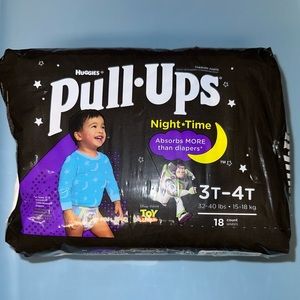 HUGGIES
Pull·Ups
Night·Time
Absorbs MORE
than diapers*
3T-4T
32-40 lbs • 15-18 kg
TOY
18 count